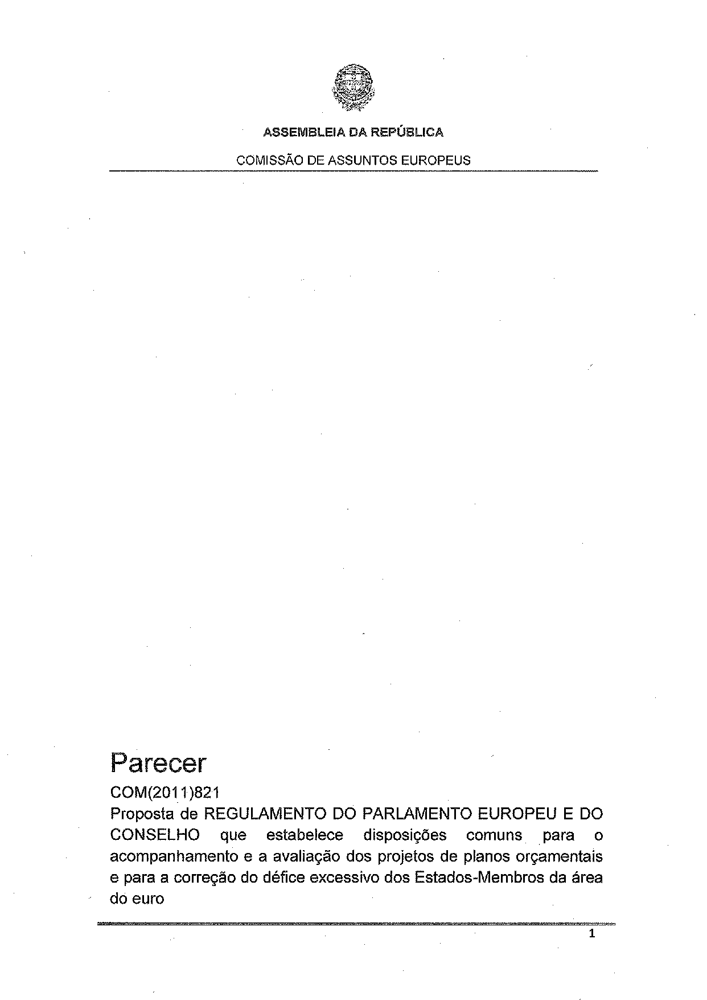 ASSEMBLEIA DA REPÚBLICA
COMISSÃO DE ASSUNTOS EUROPEUS
Parecer
COM(2011)821
Proposta de REGULAMENTO DO PARLAMENTO EUROPEU E DO
CONSELHO que estabelece disposições comuns para o
acompanhamento e a avaliação dos projetos de planos orçamentais
e para a correção do défice excessivo dos Estados-Membros da área
do euro
1